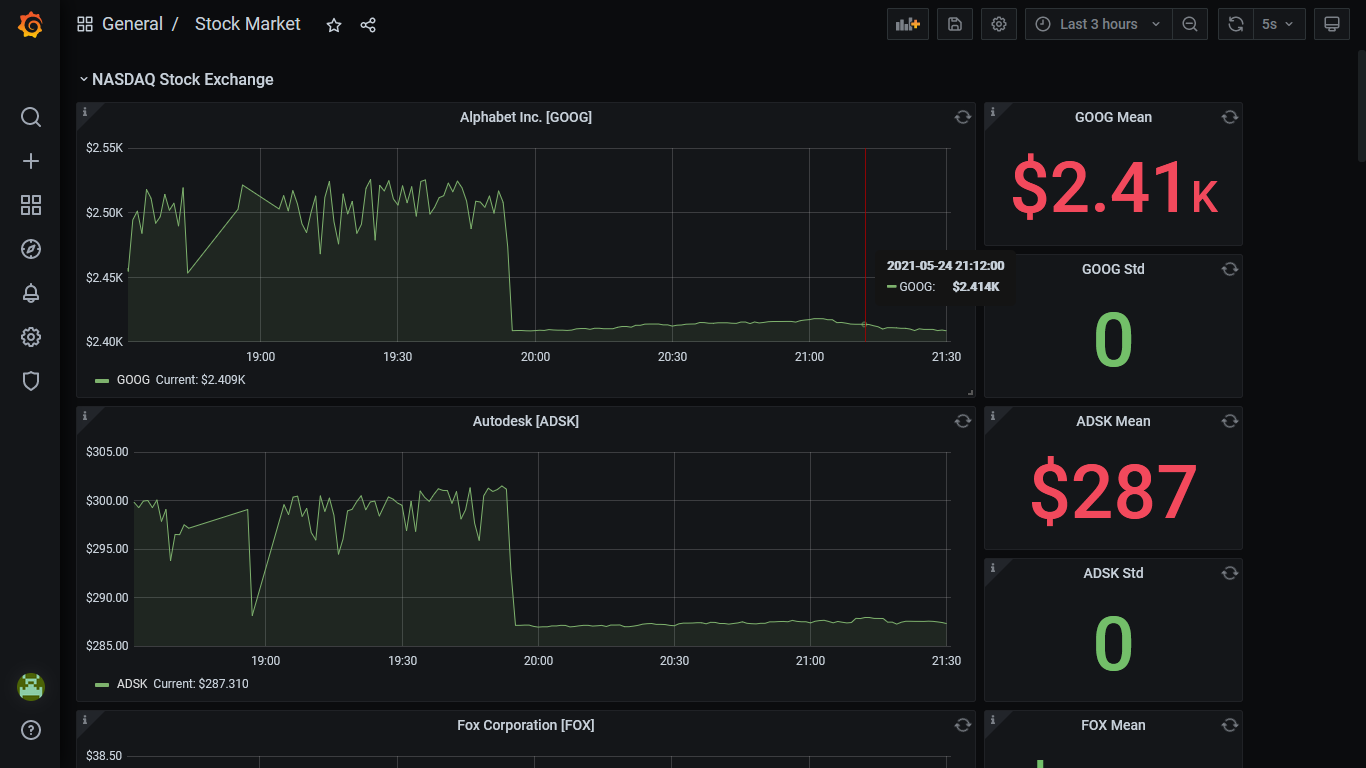 General / Stock Market
Last 3 hours
5s
NASDAQ Stock Exchange
Alphabet Inc. [GOOG]
$2.55K
$2.50K
$2.45K
$2.40K
19:00 19:30 20:00 20:30 21:00 21:30
GOOG Current: $2.409K
2021-05-24 21:12:00
GOOG: $2.414K
GOOG Mean
$2.41K
GOOG Std
0
Autodesk [ADSK]
$305.00
$300.00
$295.00
$290.00
$285.00
19:00 19:30 20:00 20:30 21:00 21:30
ADSK Current: $287.310
ADSK Mean
$287
ADSK Std
0
Fox Corporation [FOX]
$38.50
FOX Mean